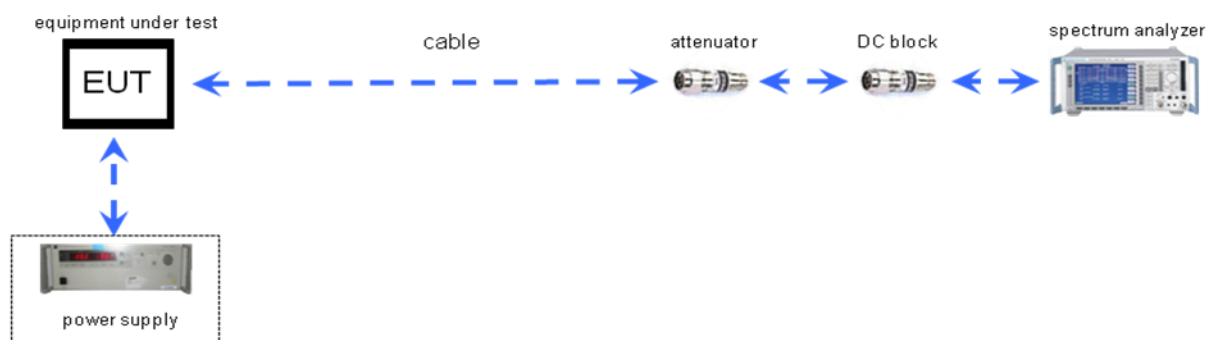 equipment under test
EUT
cable
attenuator
DC block
spectrum analyzer
power supply